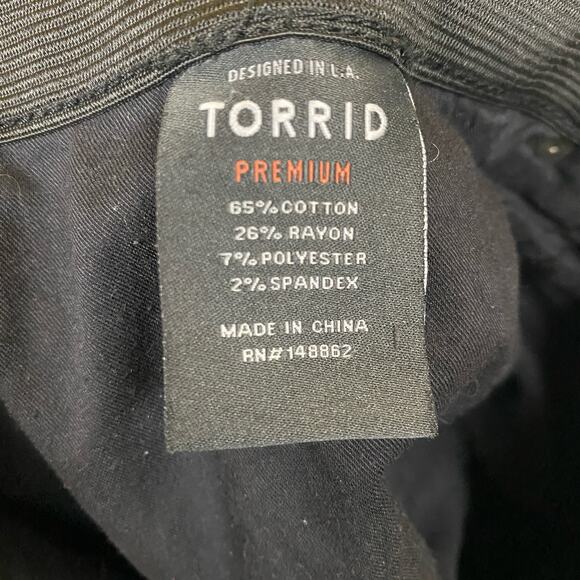 DESIGNED IN L.A.
TORRID
PREMIUM
65% COTTON
26% RAYON
7% POLYESTER
2% SPANDEX
MADE IN CHINA
RN# 148862